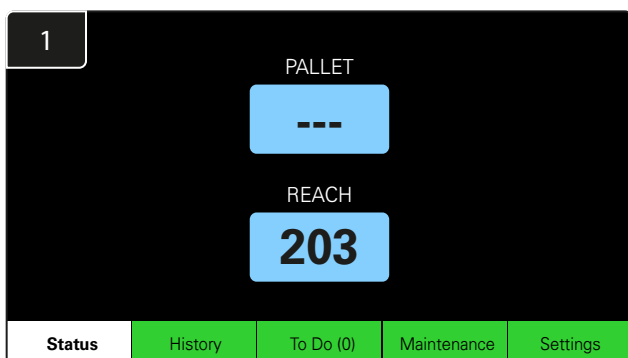 1
PALLET
---
REACH
203
Status History To Do (0) Maintenance Settings